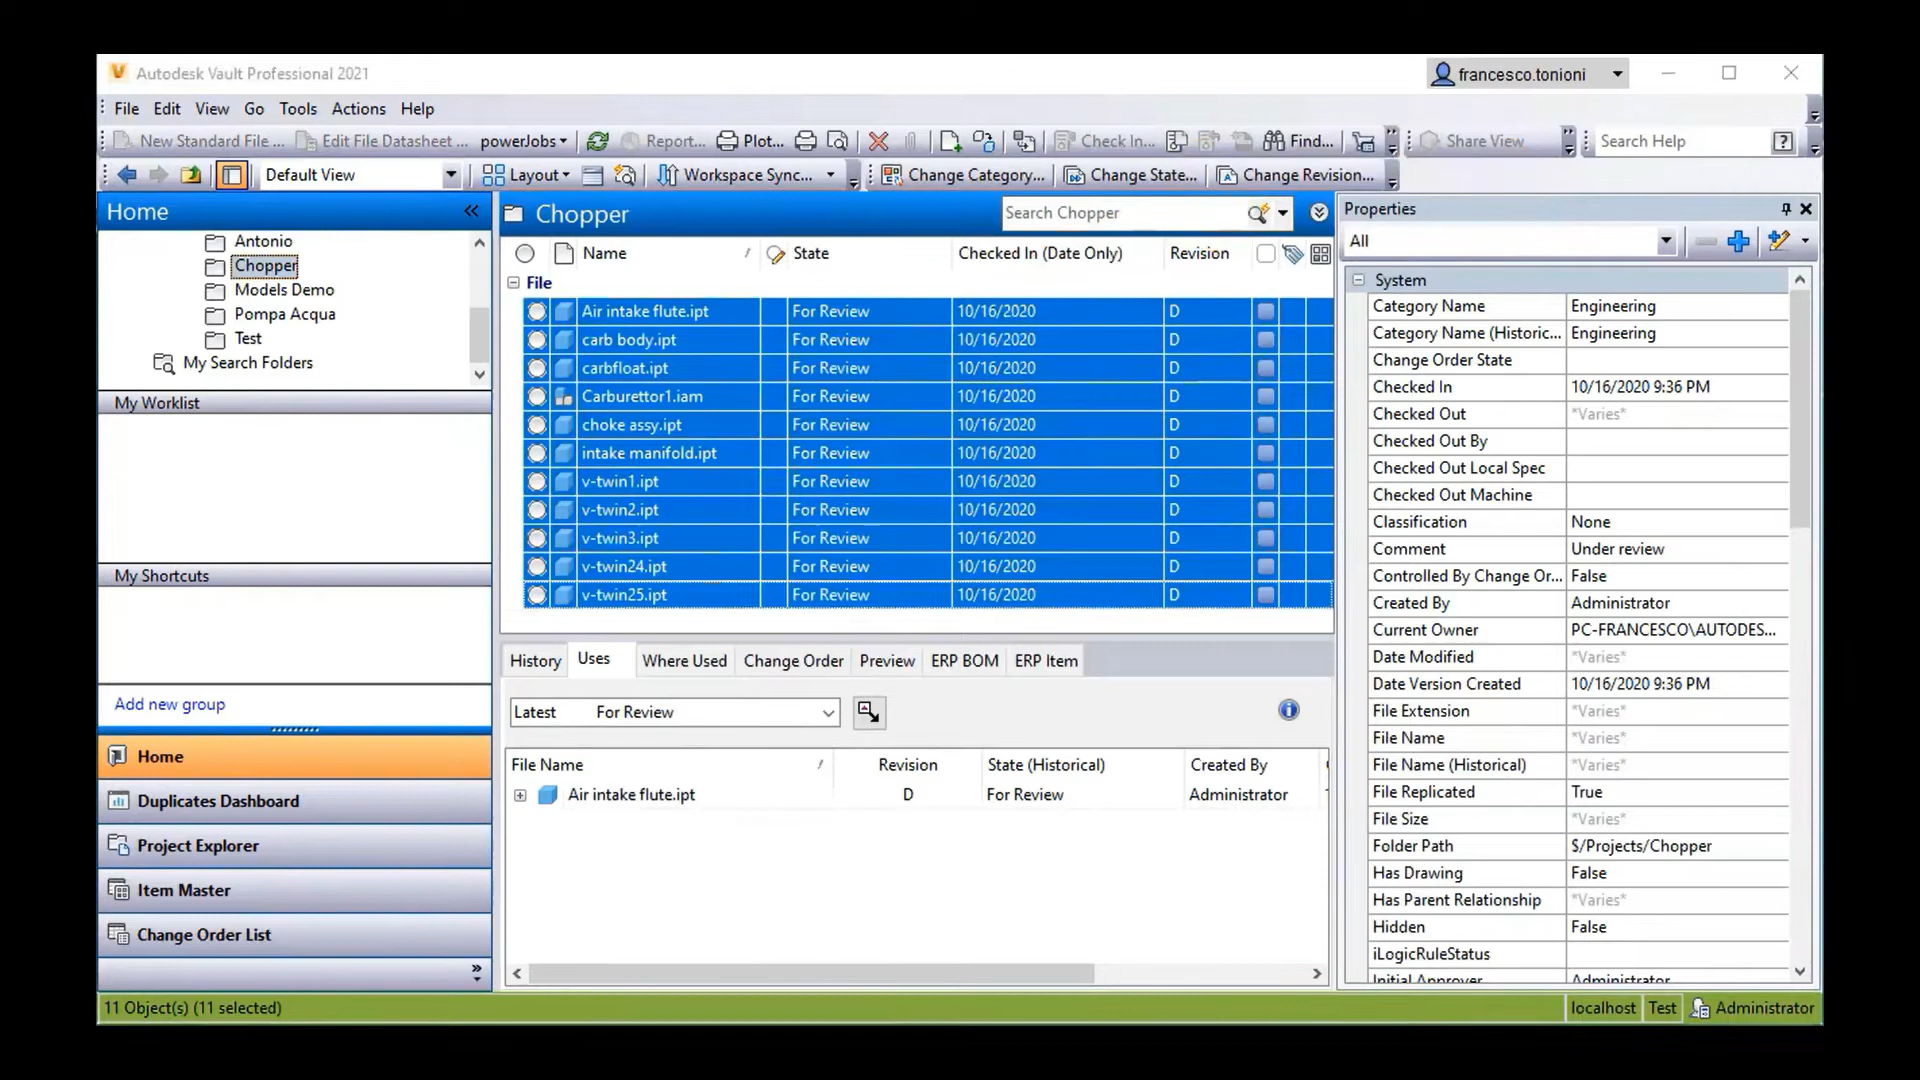 Autodesk Vault Professional 2021
francesco.tonioni
File Edit View Go Tools Actions Help
New Standard File ... Edit File Datasheet ... powerJobs Report... Plot... Check In... Find... Share View Search Help
Default View Layout Workspace Sync... Change Category... Change State... Change Revision...
Home
Antonio
Chopper
Models Demo
Pompa Acqua
Test
My Search Folders
My Worklist
My Shortcuts
Add new group
Home
Duplicates Dashboard
Project Explorer
Item Master
Change Order List
Chopper Search Chopper
Name State Checked In (Date Only) Revision
File
Air intake flute.ipt For Review 10/16/2020 D
carb body.ipt For Review 10/16/2020 D
carbfloat.ipt For Review 10/16/2020 D
Carburettor1.iam For Review 10/16/2020 D
choke assy.ipt For Review 10/16/2020 D
intake manifold.ipt For Review 10/16/2020 D
v-twin1.ipt For Review 10/16/2020 D
v-twin2.ipt For Review 10/16/2020 D
v-twin3.ipt For Review 10/16/2020 D
v-twin24.ipt For Review 10/16/2020 D
v-twin25.ipt For Review 10/16/2020 D
History Uses Where Used Change Order Preview ERP BOM ERP Item
Latest For Review
File Name Revision State (Historical) Created By
Air intake flute.ipt D For Review Administrator
Properties
All
System
Category Name Engineering
Category Name (Historic... Engineering
Change Order State
Checked In 10/16/2020 9:36 PM
Checked Out *Varies*
Checked Out By
Checked Out Local Spec
Checked Out Machine
Classification None
Comment Under review
Controlled By Change Or... False
Created By Administrator
Current Owner PC-FRANCESCO\AUTODES...
Date Modified *Varies*
Date Version Created 10/16/2020 9:36 PM
File Extension *Varies*
File Name *Varies*
File Name (Historical) *Varies*
File Replicated True
File Size *Varies*
Folder Path $/Projects/Chopper
Has Drawing False
Has Parent Relationship *Varies*
Hidden False
iLogicRuleStatus
Initial Approver Administrator
11 Object(s) (11 selected) localhost Test Administrator